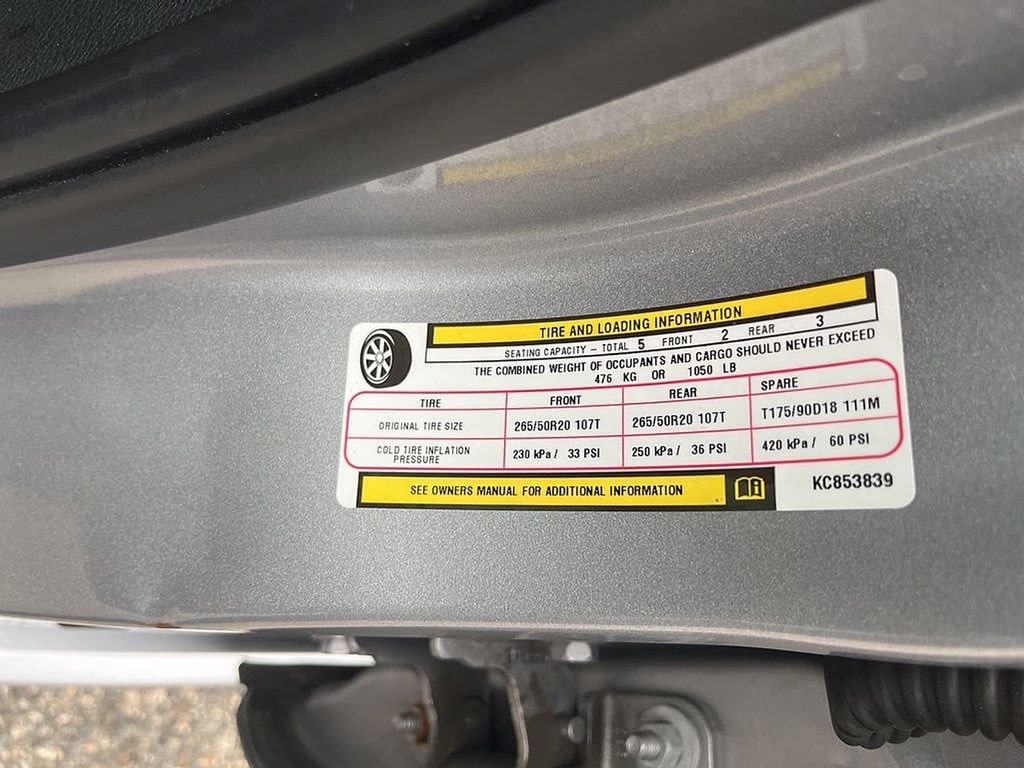 TIRE AND LOADING INFORMATION
SEATING CAPACITY – TOTAL 5 FRONT 2 REAR 3
THE COMBINED WEIGHT OF OCCUPANTS AND CARGO SHOULD NEVER EXCEED
476 KG OR 1050 LB
TIRE FRONT REAR SPARE
ORIGINAL TIRE SIZE 265/50R20 107T 265/50R20 107T T175/90D18 111M
COLD TIRE INFLATION PRESSURE 230 kPa / 33 PSI 250 kPa / 36 PSI 420 kPa / 60 PSI
SEE OWNERS MANUAL FOR ADDITIONAL INFORMATION
KC853839